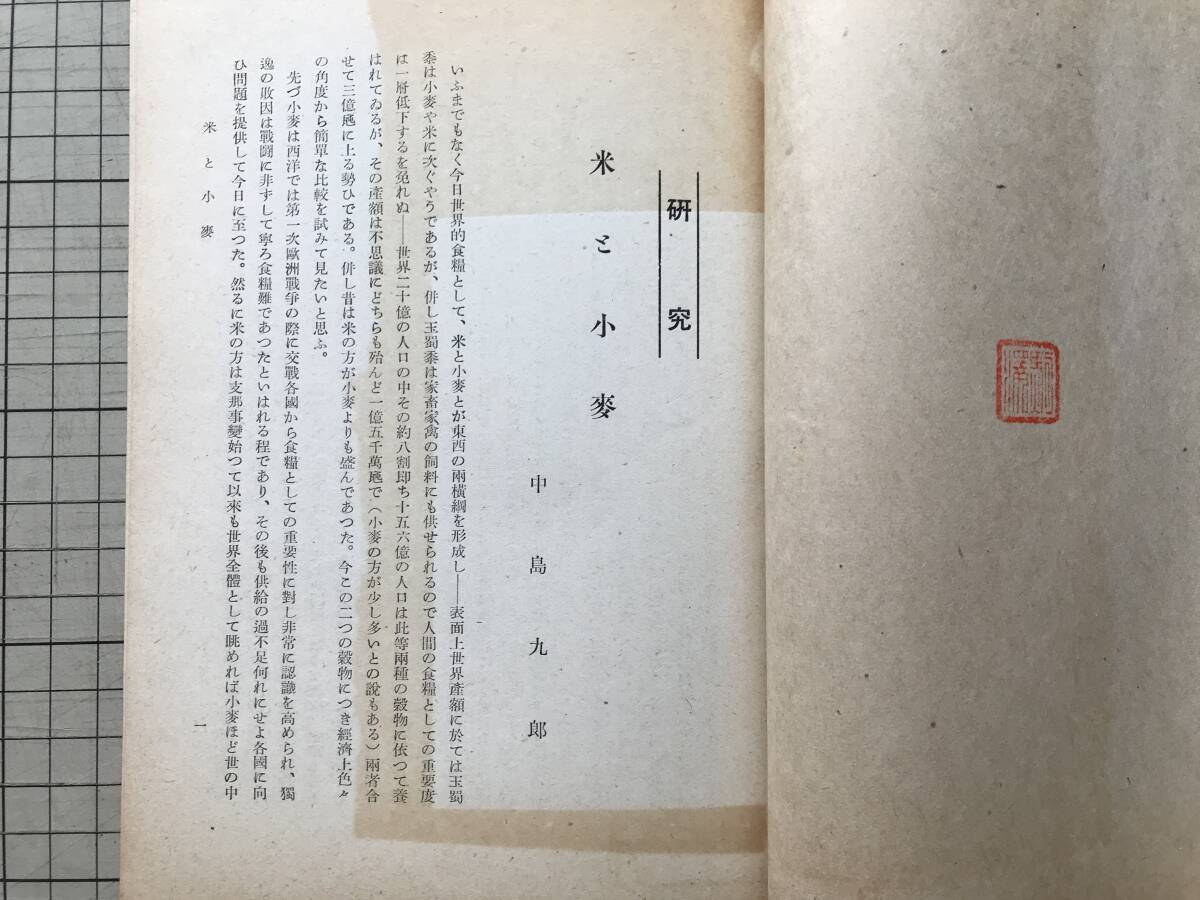 研究
米と小麥
中島九郎
いふまでもなく今日世界的食糧として、米と小麥とが東西の兩横綱を形成し——表面上世界產額に於ては玉蜀
黍は小麥や米に次ぐやうであるが、併し玉蜀黍は家畜家禽の飼料にも供せられるので人間の食糧としての重要度
は一層低下するを免れぬ——世界二十億の人口の中その約八割卽ち十五六億の人口は此等兩種の穀物に依つて養
はれてゐるが、その產額は不思議にどちらも殆んど一億五千萬瓲で（小麥の方が少し多いとの說もある）兩者合
せて三億瓲に上る勢ひである。併し昔は米の方が小麥よりも盛んであつた。今この二つの穀物につき經濟上色々
の角度から簡單な比較を試みて見たいと思ふ。
先づ小麥は西洋では第一次歐洲戰爭の際に交戰各國から食糧としての重要性に對し非常に認識を高められ、獨
逸の敗因は戰鬪に非ずして寧ろ食糧難であつたといはれる程であり、その後も供給の過不足何れにせよ各國に向
ひ問題を提供して今日に至つた。然るに米の方は支那事變始つて以來も世界全體として眺めれば小麥ほど世の中
米と小麥
一